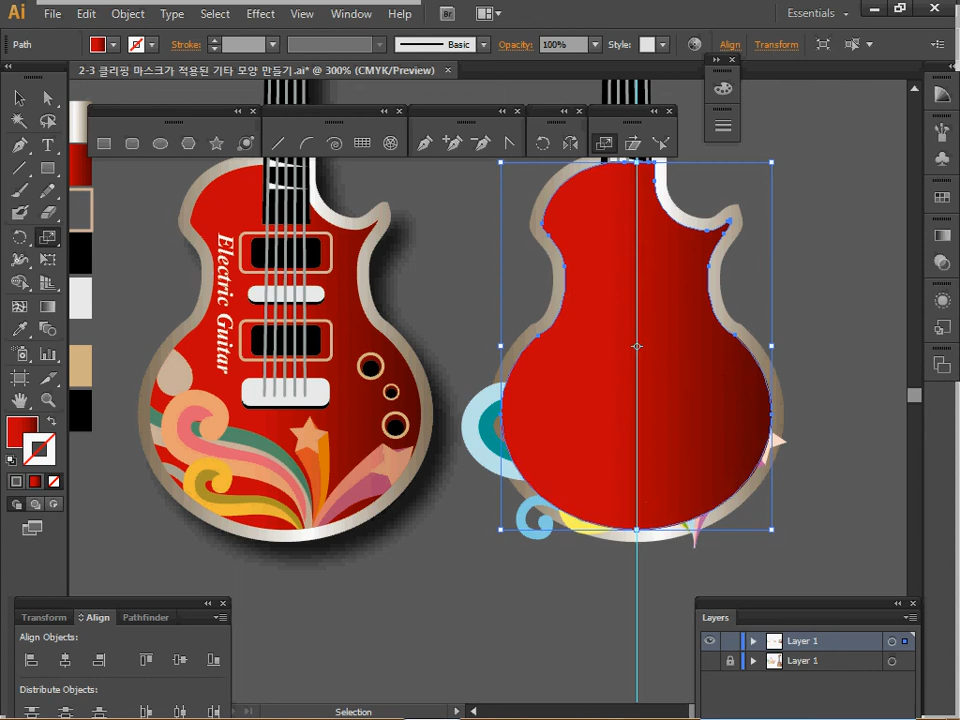 Ai File Edit Object Type Select Effect View Window Help Br Essentials
Path Stroke: Basic Opacity: 100% Style: Align Transform
2-3 클리핑 마스크가 적용된 기타 모양 만들기.ai* @ 300% (CMYK/Preview)
Electric Guitar
Transform Align Pathfinder
Align Objects:
Distribute Objects:
Layers
Layer 1
Layer 1
Selection